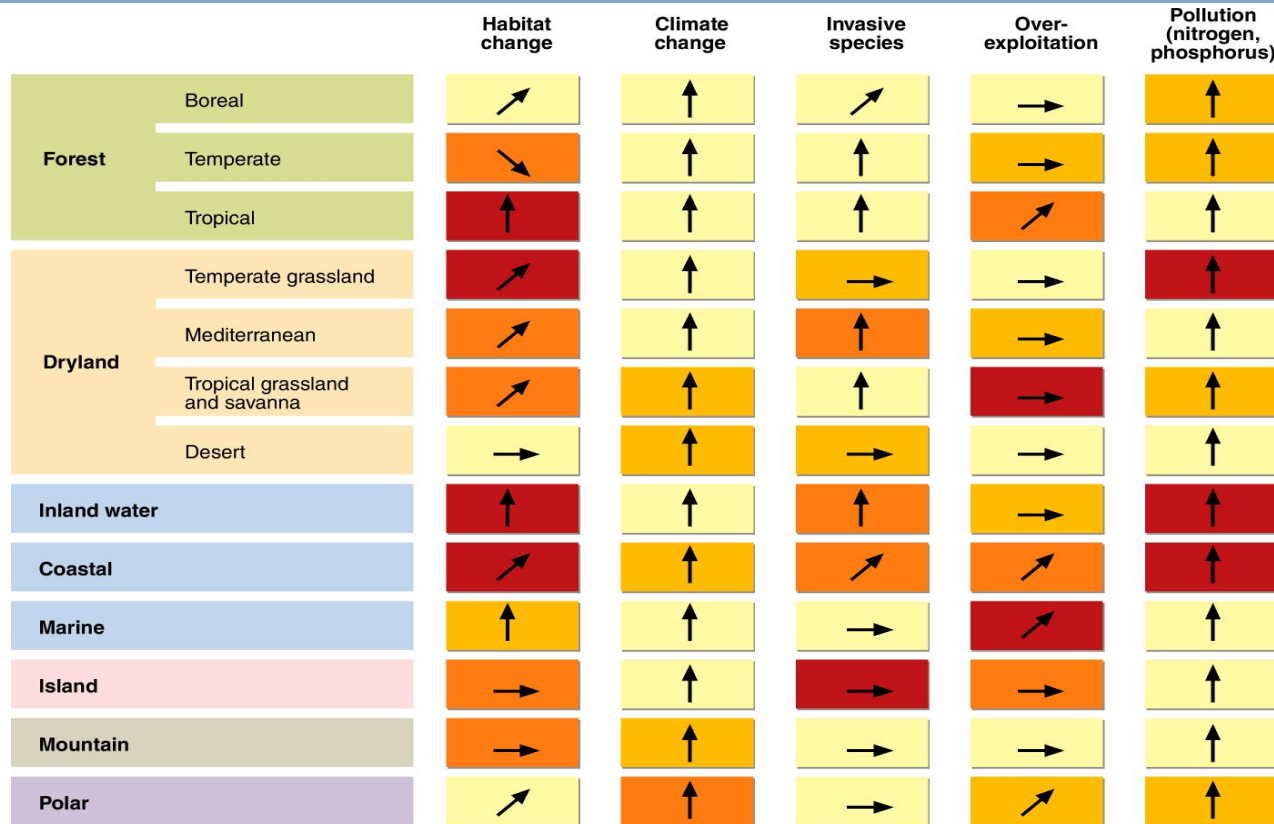 Habitat
change
Climate
change
Invasive
species
Over-
exploitation
Pollution
(nitrogen,
phosphorus)
Forest
Boreal
Temperate
Tropical
Dryland
Temperate grassland
Mediterranean
Tropical grassland
and savanna
Desert
Inland water
Coastal
Marine
Island
Mountain
Polar